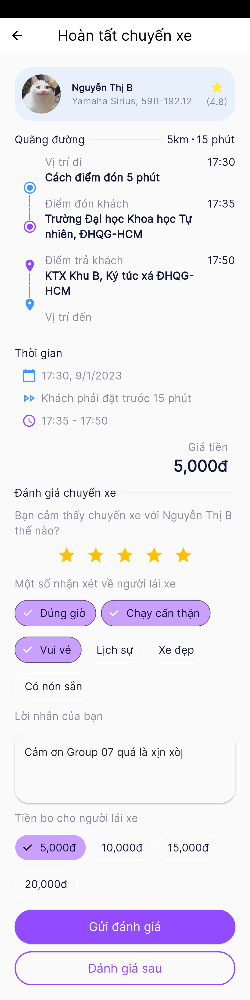 Hoàn tất chuyến xe
Nguyễn Thị B
Yamaha Sirius, 59B-192.12
(4.8)
Quãng đường 5km • 15 phút
Vị trí đi 17:30
Cách điểm đón 5 phút
Điểm đón khách 17:35
Trường Đại học Khoa học Tự
nhiên, ĐHQG-HCM
Điểm trả khách 17:50
KTX Khu B, Ký túc xá ĐHQG-
HCM
Vị trí đến
Thời gian
17:30, 9/1/2023
Khách phải đặt trước 15 phút
17:35 - 17:50
Giá tiền
5,000đ
Đánh giá chuyến xe
Bạn cảm thấy chuyến xe với Nguyễn Thị B
thế nào?
Một số nhận xét về người lái xe
Đúng giờ Chạy cẩn thận
Vui vẻ Lịch sự Xe đẹp
Có nón sẵn
Lời nhắn của bạn
Cảm ơn Group 07 quá là xịn xò
Tiền bo cho người lái xe
5,000đ 10,000đ 15,000đ
20,000đ
Gửi đánh giá
Đánh giá sau